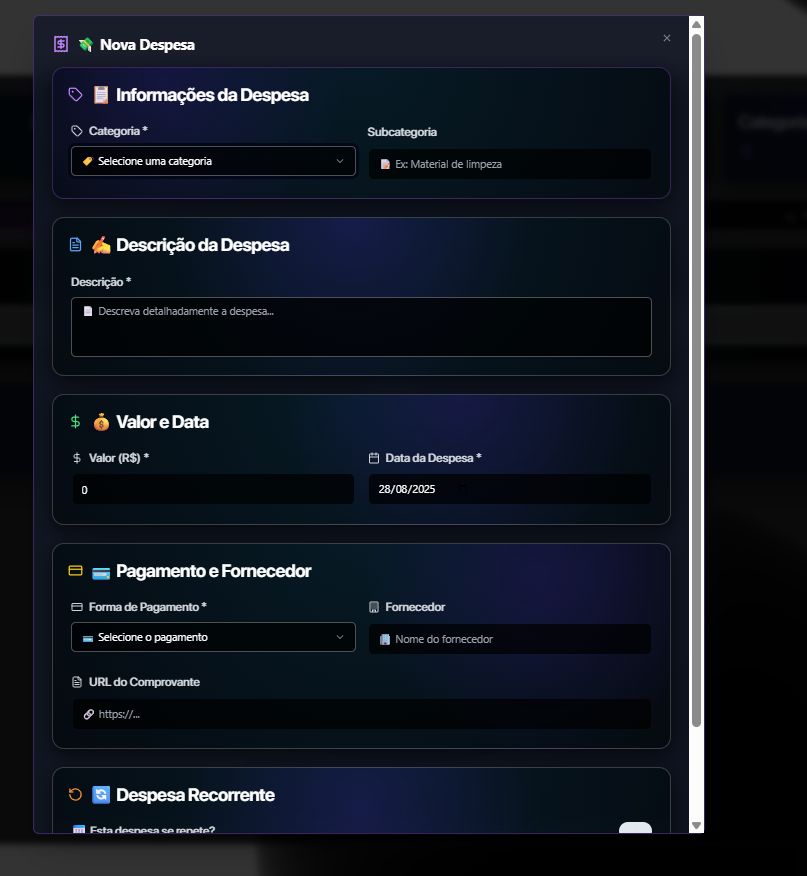 Nova Despesa
Informações da Despesa
Categoria *
Subcategoria
Selecione uma categoria
Ex: Material de limpeza
Descrição da Despesa
Descrição *
Descreva detalhadamente a despesa...
Valor e Data
Valor (R$) *
Data da Despesa *
0
28/08/2025
Pagamento e Fornecedor
Forma de Pagamento *
Fornecedor
Selecione o pagamento
Nome do fornecedor
URL do Comprovante
https://...
Despesa Recorrente
Esta despesa se repete?